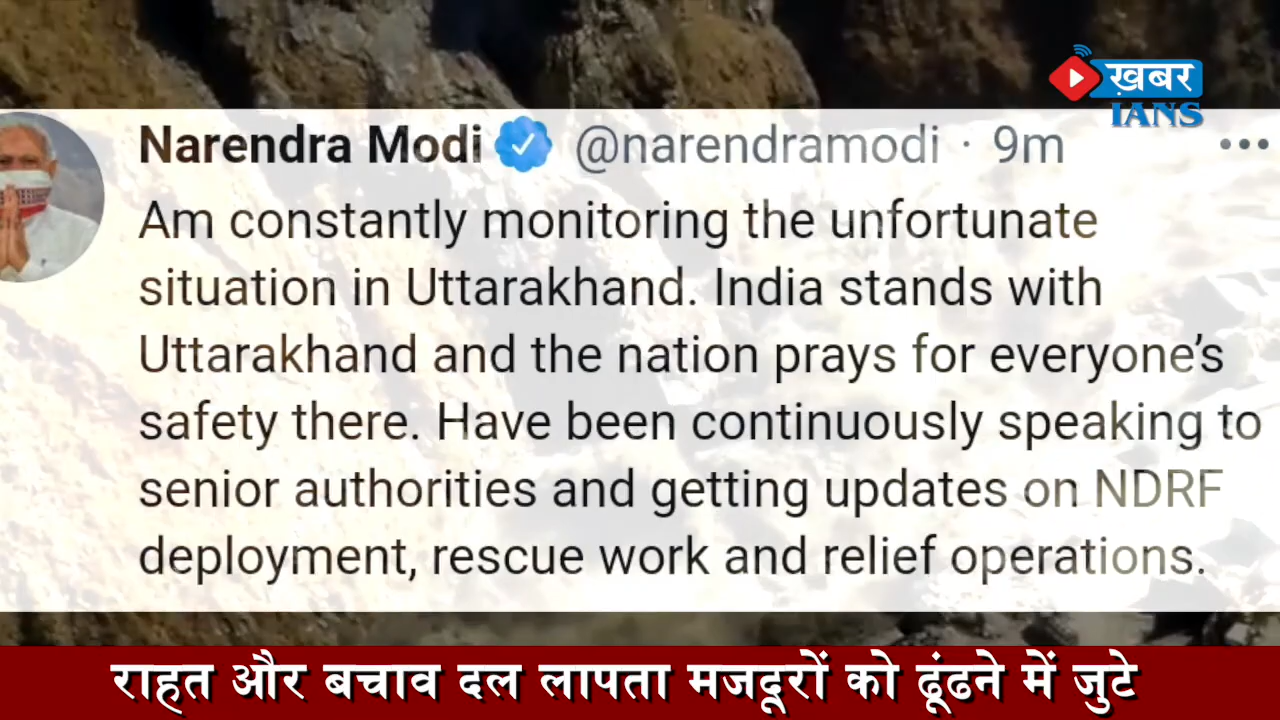 ख़बर
IANS
Narendra Modi @narendramodi · 9m
Am constantly monitoring the unfortunate
situation in Uttarakhand. India stands with
Uttarakhand and the nation prays for everyone’s
safety there. Have been continuously speaking to
senior authorities and getting updates on NDRF
deployment, rescue work and relief operations.
राहत और बचाव दल लापता मजदूरों को ढूंढने में जुटे